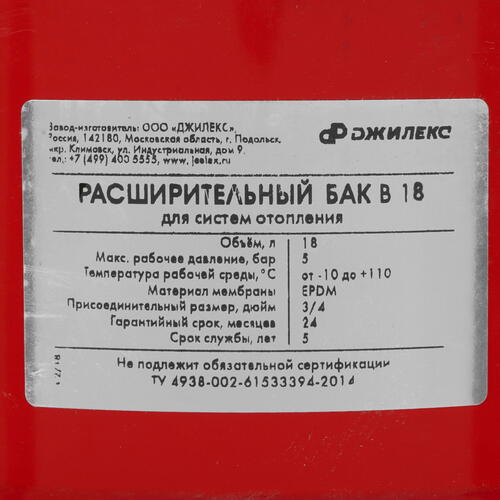 Завод-изготовитель: ООО «ДЖИЛЕКС»,
Россия, 142180, Московская область, г. Подольск,
мкр. Климовск, ул. Индустриальная, дом 9.
тел.: +7 (499) 400 5555, www.jeelex.ru
ДЖИЛЕКС
РАСШИРИТЕЛЬНЫЙ БАК В 18
для систем отопления
Объём, л 18
Макс. рабочее давление, бар 5
Температура рабочей среды, °С от -10 до +110
Материал мембраны EPDM
Присоединительный размер, дюйм 3/4
Гарантийный срок, месяцев 24
Срок службы, лет 5
Не подлежит обязательной сертификации
ТУ 4938-002-61533394-2014